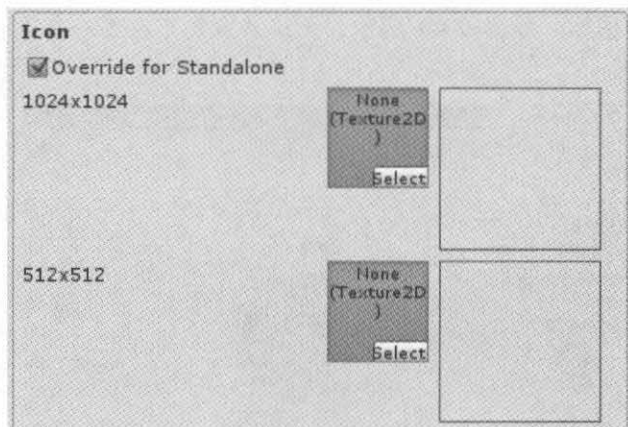 Icon
Override for Standalone
1024x1024
None
(Texture2D
)
Select
512x512
None
(Texture2D
)
Select